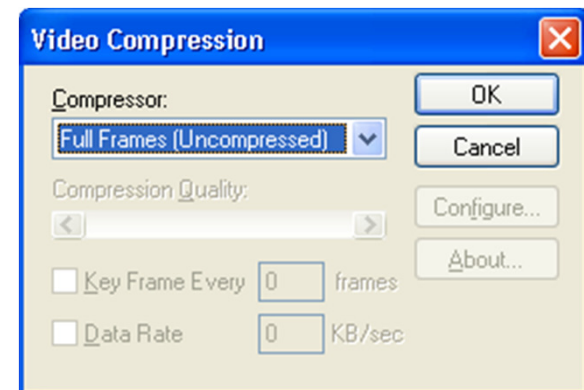 Video Compression
Compressor:
OK
Full Frames (Uncompressed)
Cancel
Compression Quality:
Configure...
About...
Key Frame Every 0 frames
Data Rate 0 KB/sec